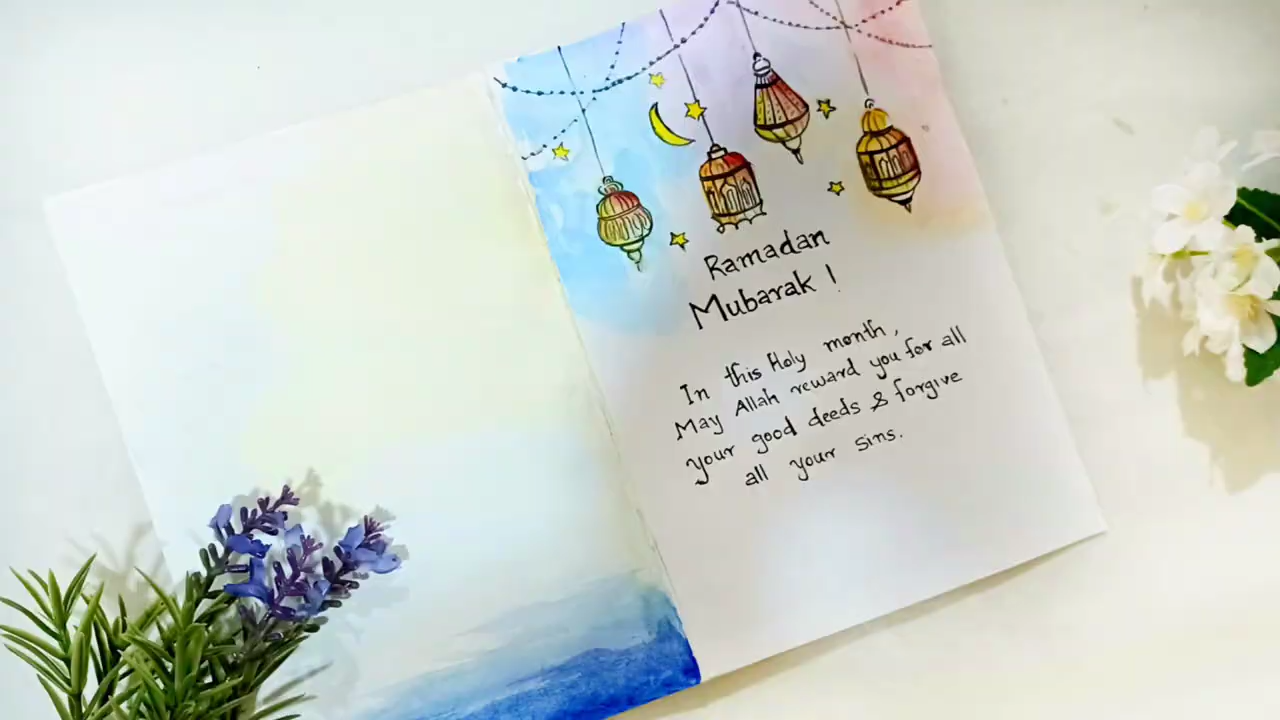 Ramadan
Mubarak !
In this Holy month,
May Allah reward you for all
your good deeds & forgive
all your sins.